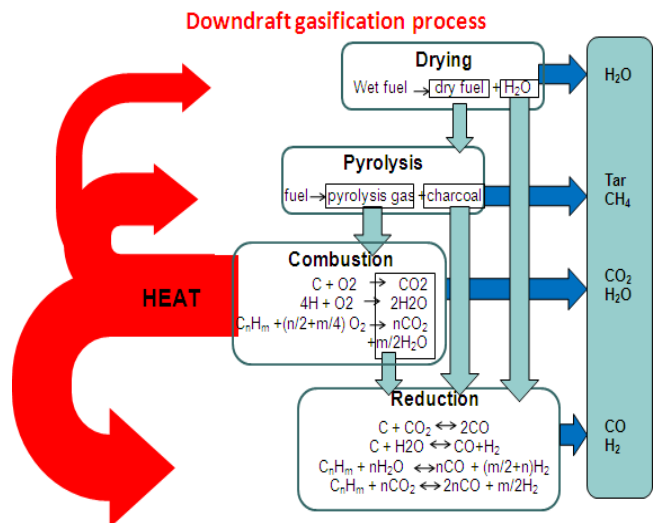 Downdraft gasification process
Drying
Wet fuel → dry fuel + H₂O
H₂O
Pyrolysis
fuel→ pyrolysis gas +charcoal
Tar
CH₄
Combustion
C + O2 → CO2
4H + O2 → 2H2O
CₙHₘ +(n/2+m/4) O₂→ nCO₂
+m/2H₂O
HEAT
CO₂
H₂O
Reduction
C + CO₂ ↔ 2CO
C + H2O ↔ CO+H₂
CₙHₘ + nH₂O ↔nCO + (m/2+n)H₂
CₙHₘ + nCO₂ ↔ 2nCO + m/2H₂
CO
H₂